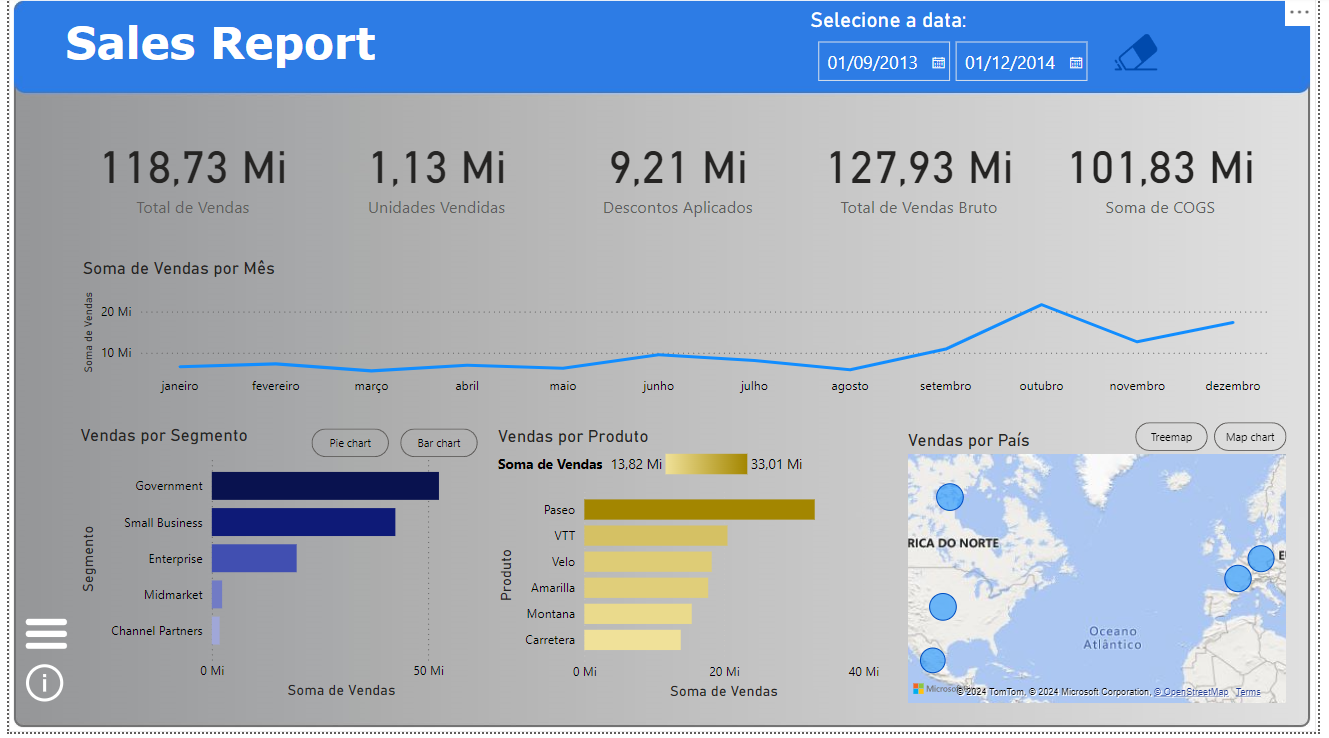 Sales Report
Selecione a data:
01/09/2013
01/12/2014
118,73 Mi
Total de Vendas
1,13 Mi
Unidades Vendidas
9,21 Mi
Descontos Aplicados
127,93 Mi
Total de Vendas Bruto
101,83 Mi
Soma de COGS
Soma de Vendas por Mês
Soma de Vendas
20 Mi
10 Mi
janeiro fevereiro março abril maio junho julho agosto setembro outubro novembro dezembro
Vendas por Segmento
Pie chart
Bar chart
Segmento
Government
Small Business
Enterprise
Midmarket
Channel Partners
0 Mi 50 Mi
Soma de Vendas
Vendas por Produto
Soma de Vendas 13,82 Mi 33,01 Mi
Produto
Paseo
VTT
Velo
Amarilla
Montana
Carretera
0 Mi 20 Mi 40 Mi
Soma de Vendas
Vendas por País
Treemap
Map chart
RICA DO NORTE
Oceano
Atlântico
Microsoft
© 2024 TomTom, © 2024 Microsoft Corporation, © OpenStreetMap Terms